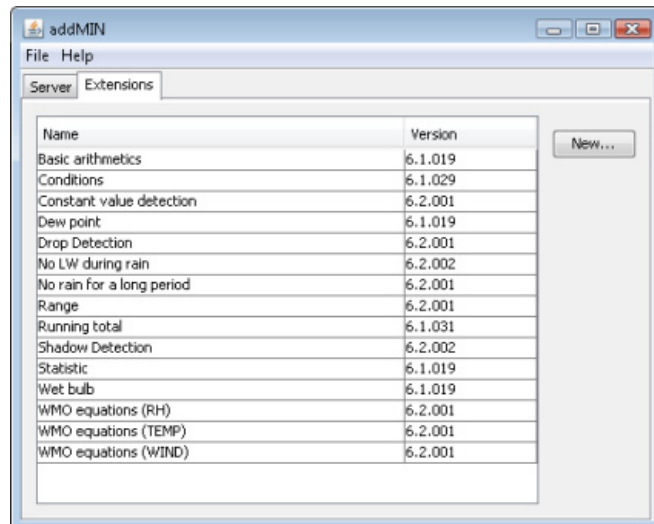 addMIN
File Help
Server Extensions
Name Version
New...
Basic arithmetics 6.1.019
Conditions 6.1.029
Constant value detection 6.2.001
Dew point 6.1.019
Drop Detection 6.2.001
No LW during rain 6.2.002
No rain for a long period 6.2.001
Range 6.2.001
Running total 6.1.031
Shadow Detection 6.2.002
Statistic 6.1.019
Wet bulb 6.1.019
WMO equations (RH) 6.2.001
WMO equations (TEMP) 6.2.001
WMO equations (WIND) 6.2.001